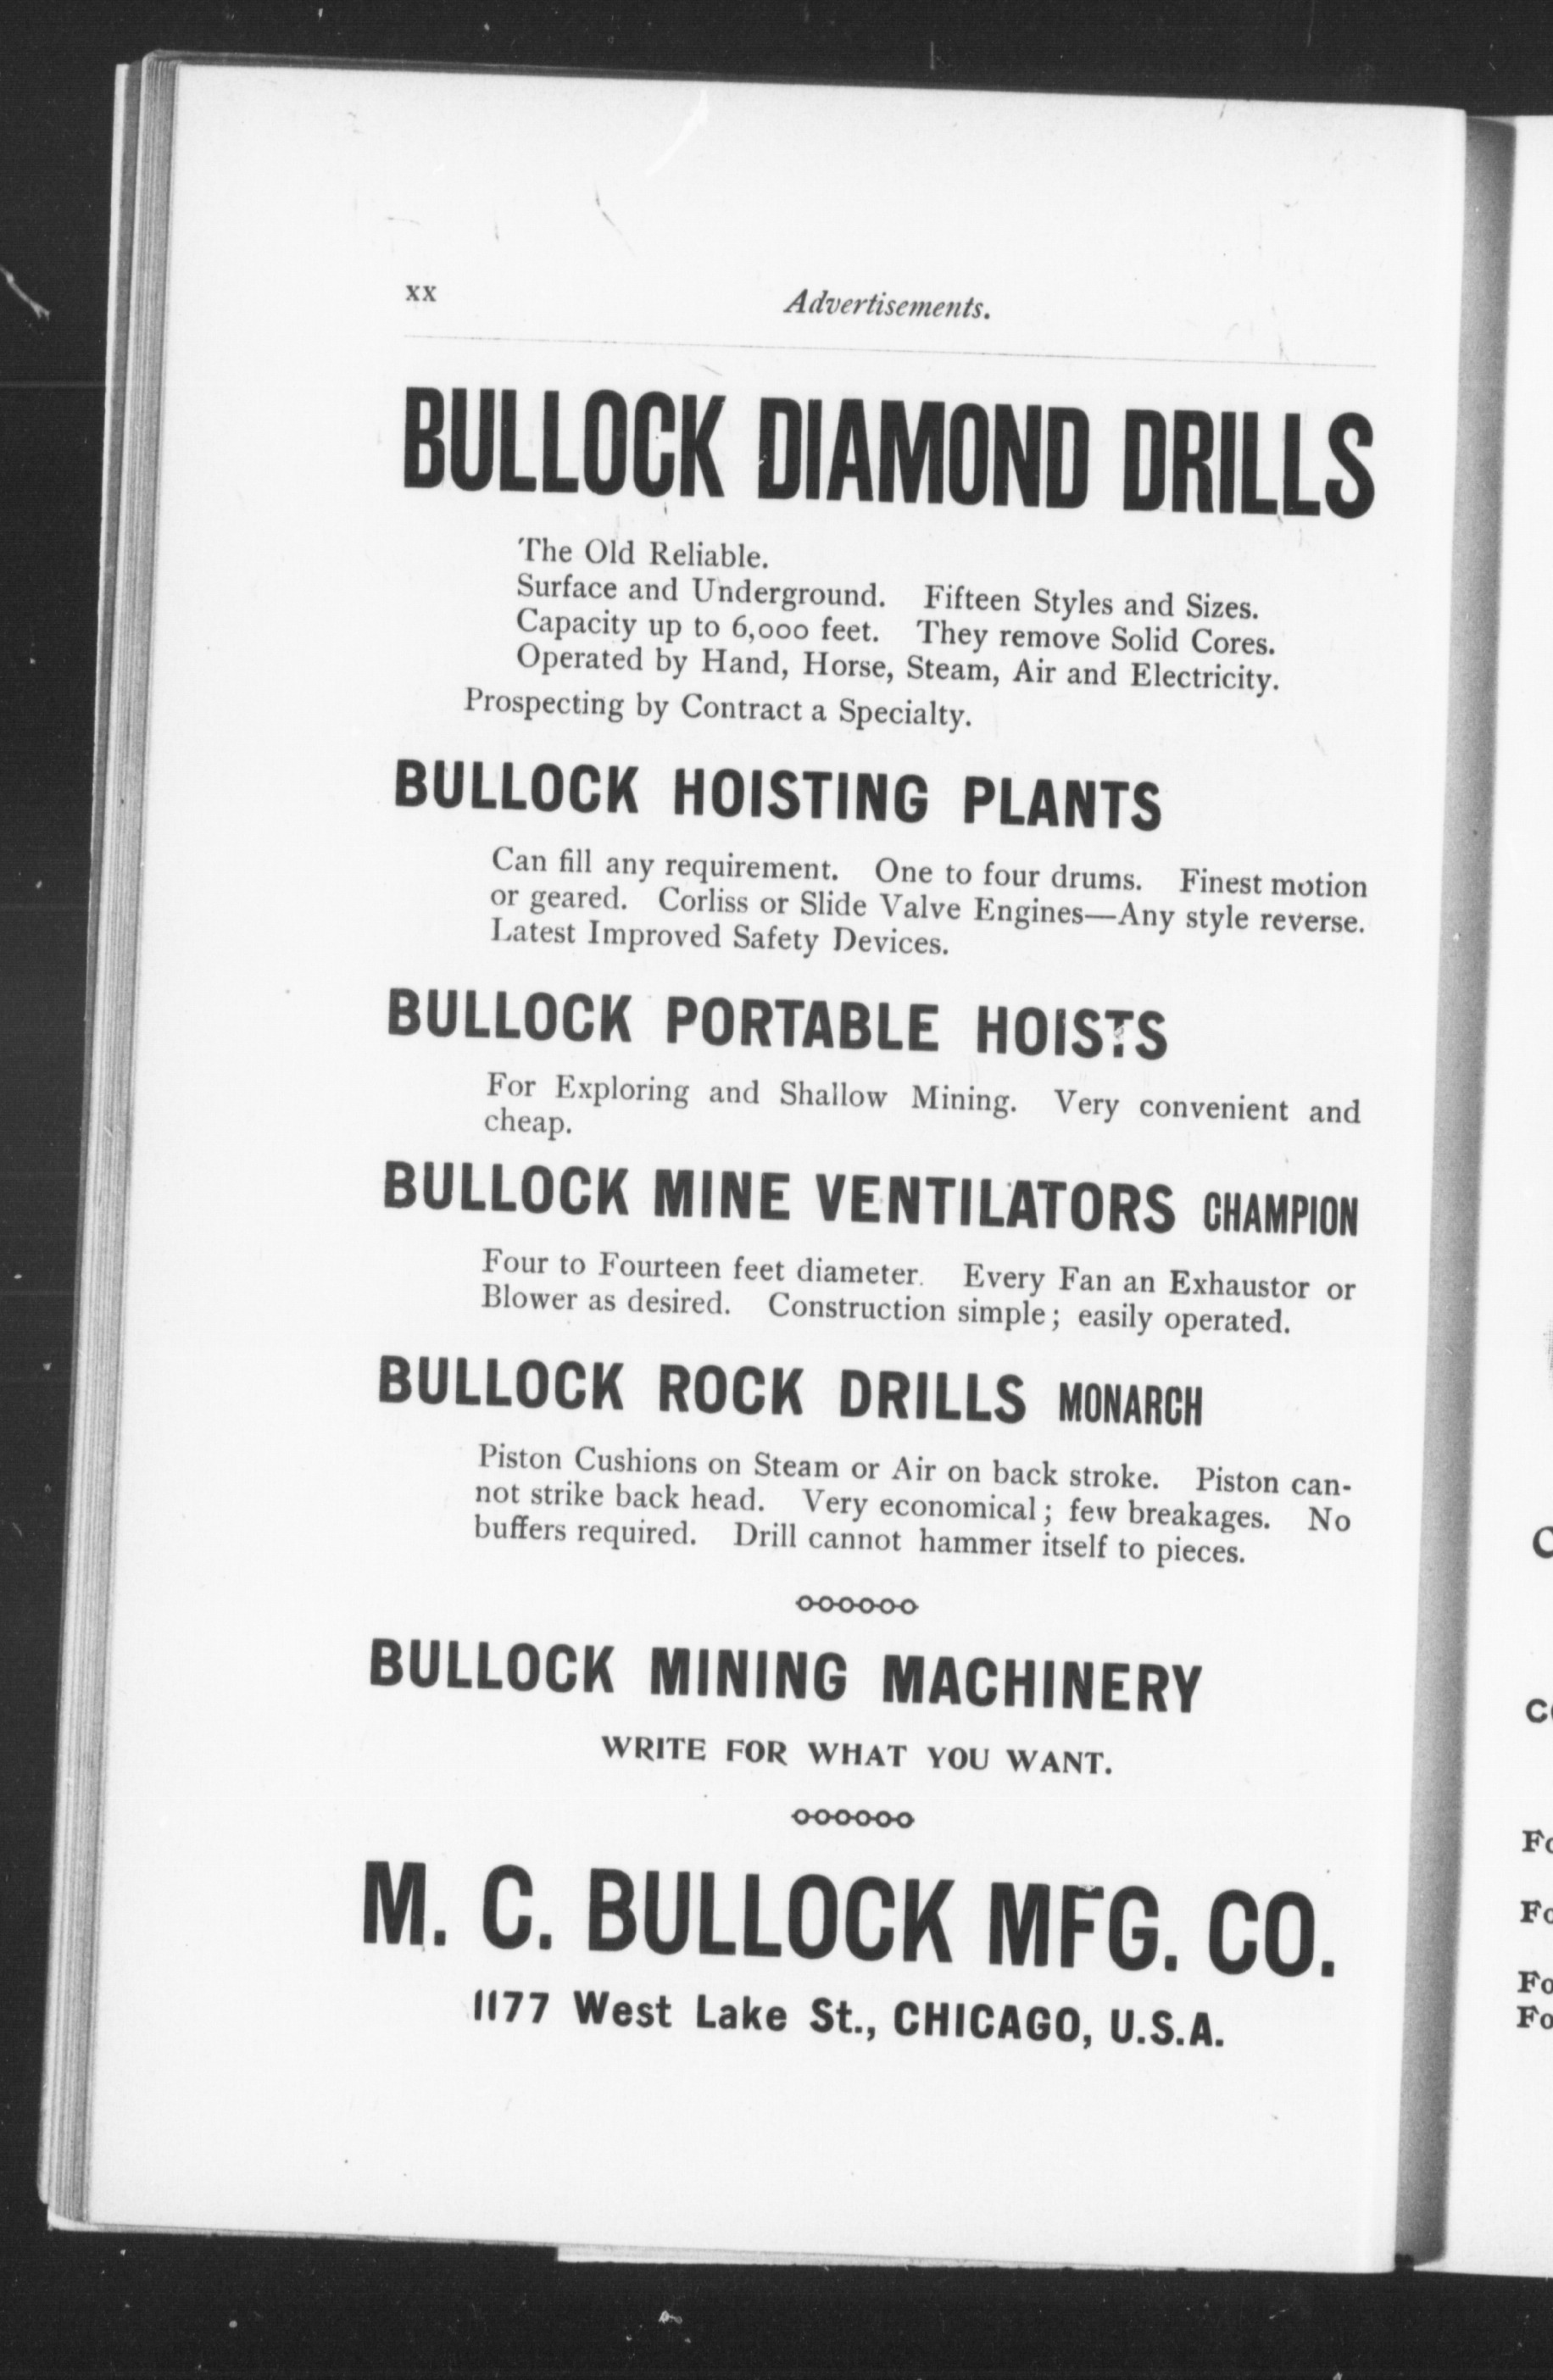 xx
Advertisements.
BULLOCK DIAMOND DRILLS
The Old Reliable.
Surface and Underground. Fifteen Styles and Sizes.
Capacity up to 6,000 feet. They remove Solid Cores.
Operated by Hand, Horse, Steam, Air and Electricity.
Prospecting by Contract a Specialty.
BULLOCK HOISTING PLANTS
Can fill any requirement. One to four drums. Finest motion
or geared. Corliss or Slide Valve Engines—Any style reverse.
Latest Improved Safety Devices.
BULLOCK PORTABLE HOISTS
For Exploring and Shallow Mining. Very convenient and
cheap.
BULLOCK MINE VENTILATORS CHAMPION
Four to Fourteen feet diameter. Every Fan an Exhaustor or
Blower as desired. Construction simple; easily operated.
BULLOCK ROCK DRILLS MONARCH
Piston Cushions on Steam or Air on back stroke. Piston can-
not strike back head. Very economical; few breakages. No
buffers required. Drill cannot hammer itself to pieces.
BULLOCK MINING MACHINERY
WRITE FOR WHAT YOU WANT.
M. C. BULLOCK MFG. CO.
1177 West Lake St., CHICAGO, U.S.A.